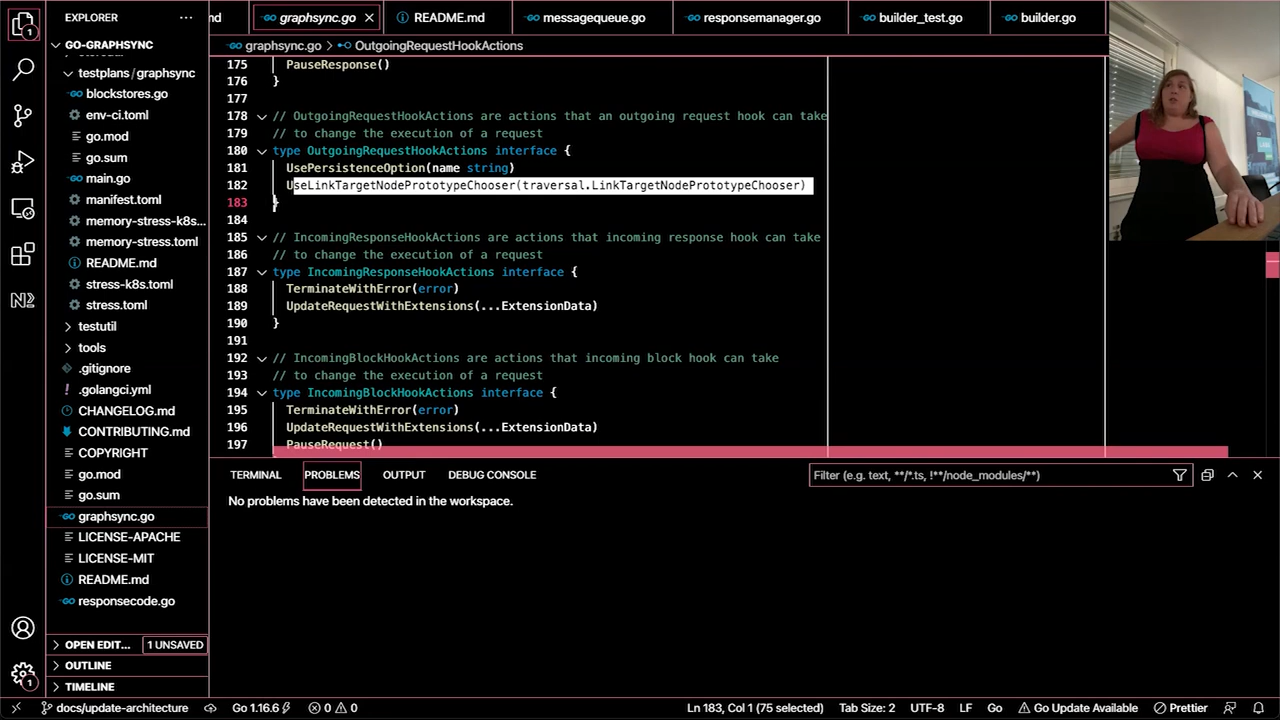 EXPLORER
GO-GRAPHSYNC
testplans / graphsync
blockstores.go
env-ci.toml
go.mod
go.sum
main.go
manifest.toml
memory-stress-k8s...
memory-stress.toml
README.md
stress-k8s.toml
stress.toml
testutil
tools
.gitignore
.golangci.yml
CHANGELOG.md
CONTRIBUTING.md
COPYRIGHT
go.mod
go.sum
graphsync.go
LICENSE-APACHE
LICENSE-MIT
README.md
responsecode.go
OPEN EDIT... 1 UNSAVED
OUTLINE
TIMELINE
nd graphsync.go README.md messagequeue.go responsemanager.go builder_test.go builder.go
graphsync.go > OutgoingRequestHookActions
175 PauseResponse()
176 }
177
178 // OutgoingRequestHookActions are actions that an outgoing request hook can take
179 // to change the execution of a request
180 type OutgoingRequestHookActions interface {
181 UsePersistenceOption(name string)
182 UseLinkTargetNodePrototypeChooser(traversal.LinkTargetNodePrototypeChooser)
183 }
184
185 // IncomingResponseHookActions are actions that incoming response hook can take
186 // to change the execution of a request
187 type IncomingResponseHookActions interface {
188 TerminateWithError(error)
189 UpdateRequestWithExtensions(...ExtensionData)
190 }
191
192 // IncomingBlockHookActions are actions that incoming block hook can take
193 // to change the execution of a request
194 type IncomingBlockHookActions interface {
195 TerminateWithError(error)
196 UpdateRequestWithExtensions(...ExtensionData)
197 PauseRequest()
TERMINAL PROBLEMS OUTPUT DEBUG CONSOLE Filter (e.g. text, **/*.ts, !**/node_modules/**)
No problems have been detected in the workspace.
docs/update-architecture Go 1.16.6 0 0 Ln 183, Col 1 (75 selected) Tab Size: 2 UTF-8 LF Go Go Update Available Prettier